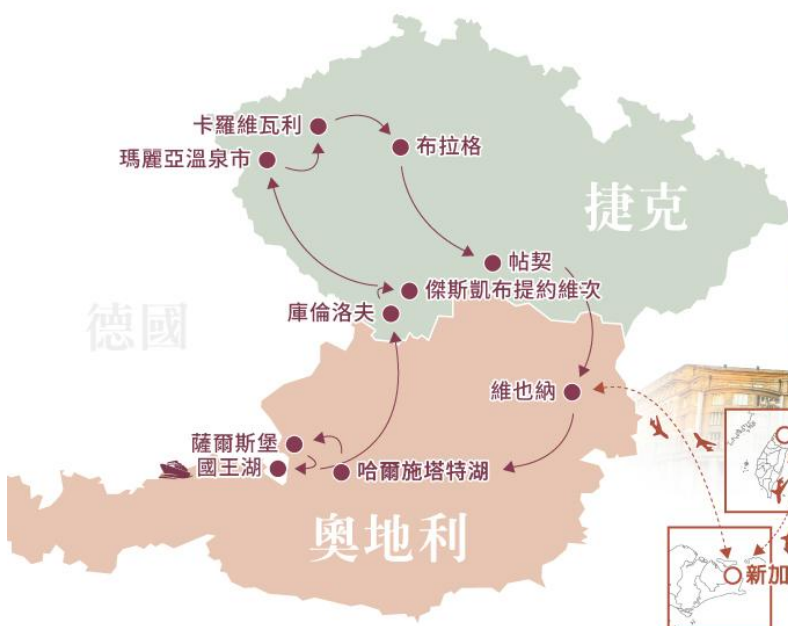 卡羅維瓦利
瑪麗亞溫泉市
布拉格
捷克
帖契
傑斯凱布提約維次
庫倫洛夫
德國
維也納
薩爾斯堡
國王湖
哈爾施塔特湖
奧地利
新加